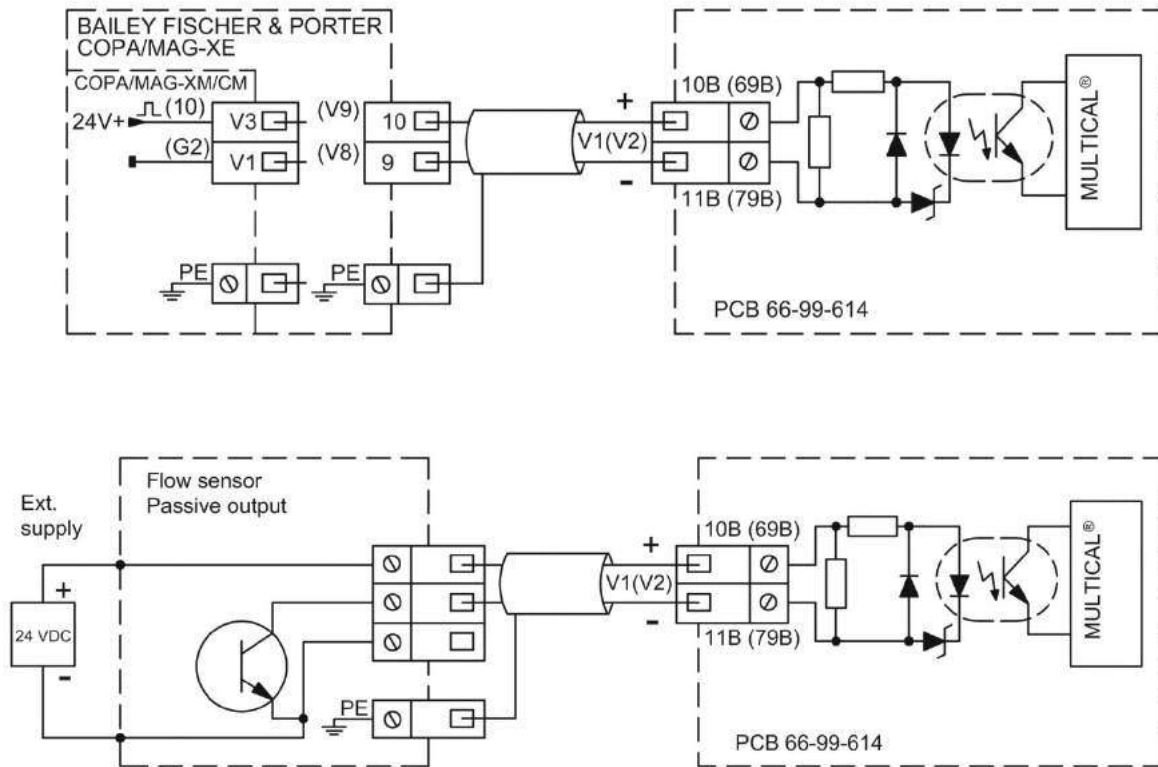 BAILEY FISCHER & PORTER
COPA/MAG-XE
COPA/MAG-XM/CM
24V+
(10)
V3
(V9)
10
(G2)
V1
(V8)
9
PE
PE
+
V1(V2)
-
10B (69B)
11B (79B)
MULTICAL®
PCB 66-99-614
Ext.
supply
Flow sensor
Passive output
+
24 VDC
-
PE
+
V1(V2)
-
10B (69B)
11B (79B)
MULTICAL®
PCB 66-99-614